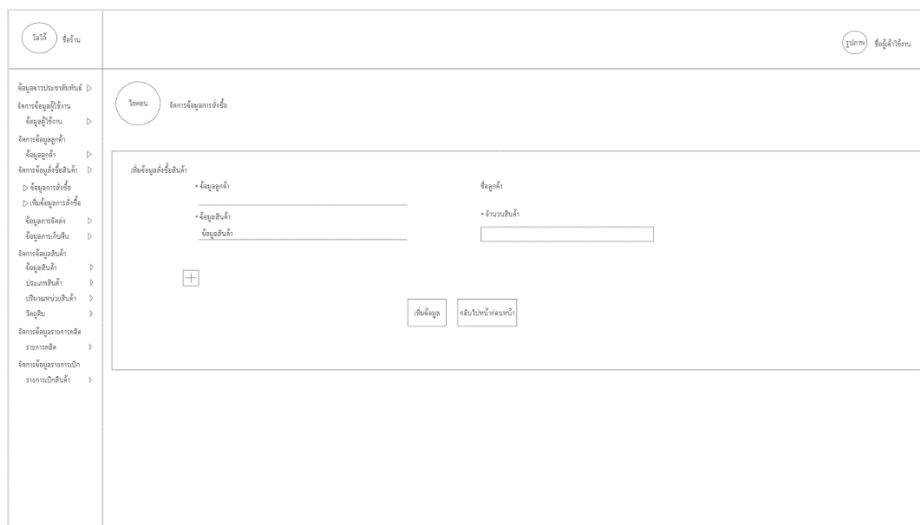 โลโก้ ชื่อร้าน
รูปภาพ ชื่อผู้เข้าใช้งาน
ข้อมูลข่าวประชาสัมพันธ์
จัดการข้อมูลผู้ใช้งาน
ข้อมูลผู้ใช้งาน
จัดการข้อมูลลูกค้า
ข้อมูลลูกค้า
จัดการข้อมูลสั่งซื้อสินค้า
ข้อมูลการสั่งซื้อ
เพิ่มข้อมูลการสั่งซื้อ
ข้อมูลการจัดส่ง
ข้อมูลการเก็บคืน
จัดการข้อมูลสินค้า
ข้อมูลสินค้า
ประเภทสินค้า
ปริมาณหน่วยสินค้า
วัตถุดิบ
จัดการข้อมูลรายการผลิต
รายการผลิต
จัดการข้อมูลรายการเบิก
รายการเบิกสินค้า
ไอคอน จัดการข้อมูลการสั่งซื้อ
เพิ่มข้อมูลสั่งซื้อสินค้า
* ข้อมูลลูกค้า ชื่อลูกค้า
* ข้อมูลสินค้า * จำนวนสินค้า
ข้อมูลสินค้า
+
เพิ่มข้อมูล กลับไปหน้าก่อนหน้า